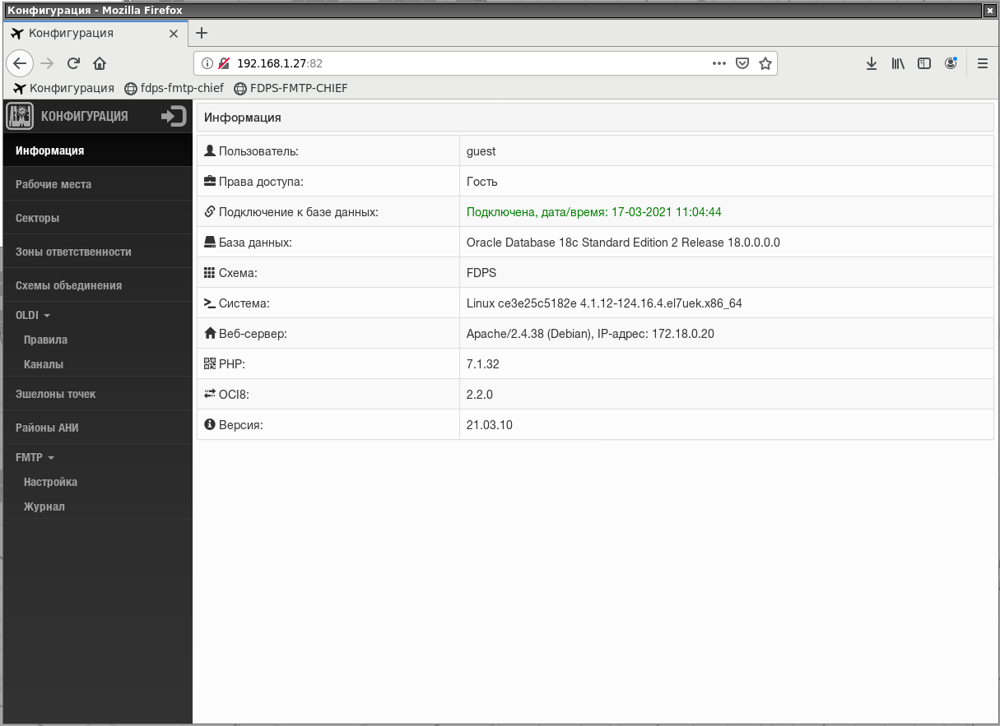 Конфигурация - Mozilla Firefox
Конфигурация
192.168.1.27:82
Конфигурация fdps-fmtp-chief FDPS-FMTP-CHIEF
КОНФИГУРАЦИЯ
Информация
Рабочие места
Секторы
Зоны ответственности
Схемы объединения
OLDI
Правила
Каналы
Эшелоны точек
Районы АНИ
FMTP
Настройка
Журнал
Информация
Пользователь: guest
Права доступа: Гость
Подключение к базе данных: Подключена, дата/время: 17-03-2021 11:04:44
База данных: Oracle Database 18c Standard Edition 2 Release 18.0.0.0.0
Схема: FDPS
Система: Linux ce3e25c5182e 4.1.12-124.16.4.el7uek.x86_64
Веб-сервер: Apache/2.4.38 (Debian), IP-адрес: 172.18.0.20
PHP: 7.1.32
OCI8: 2.2.0
Версия: 21.03.10